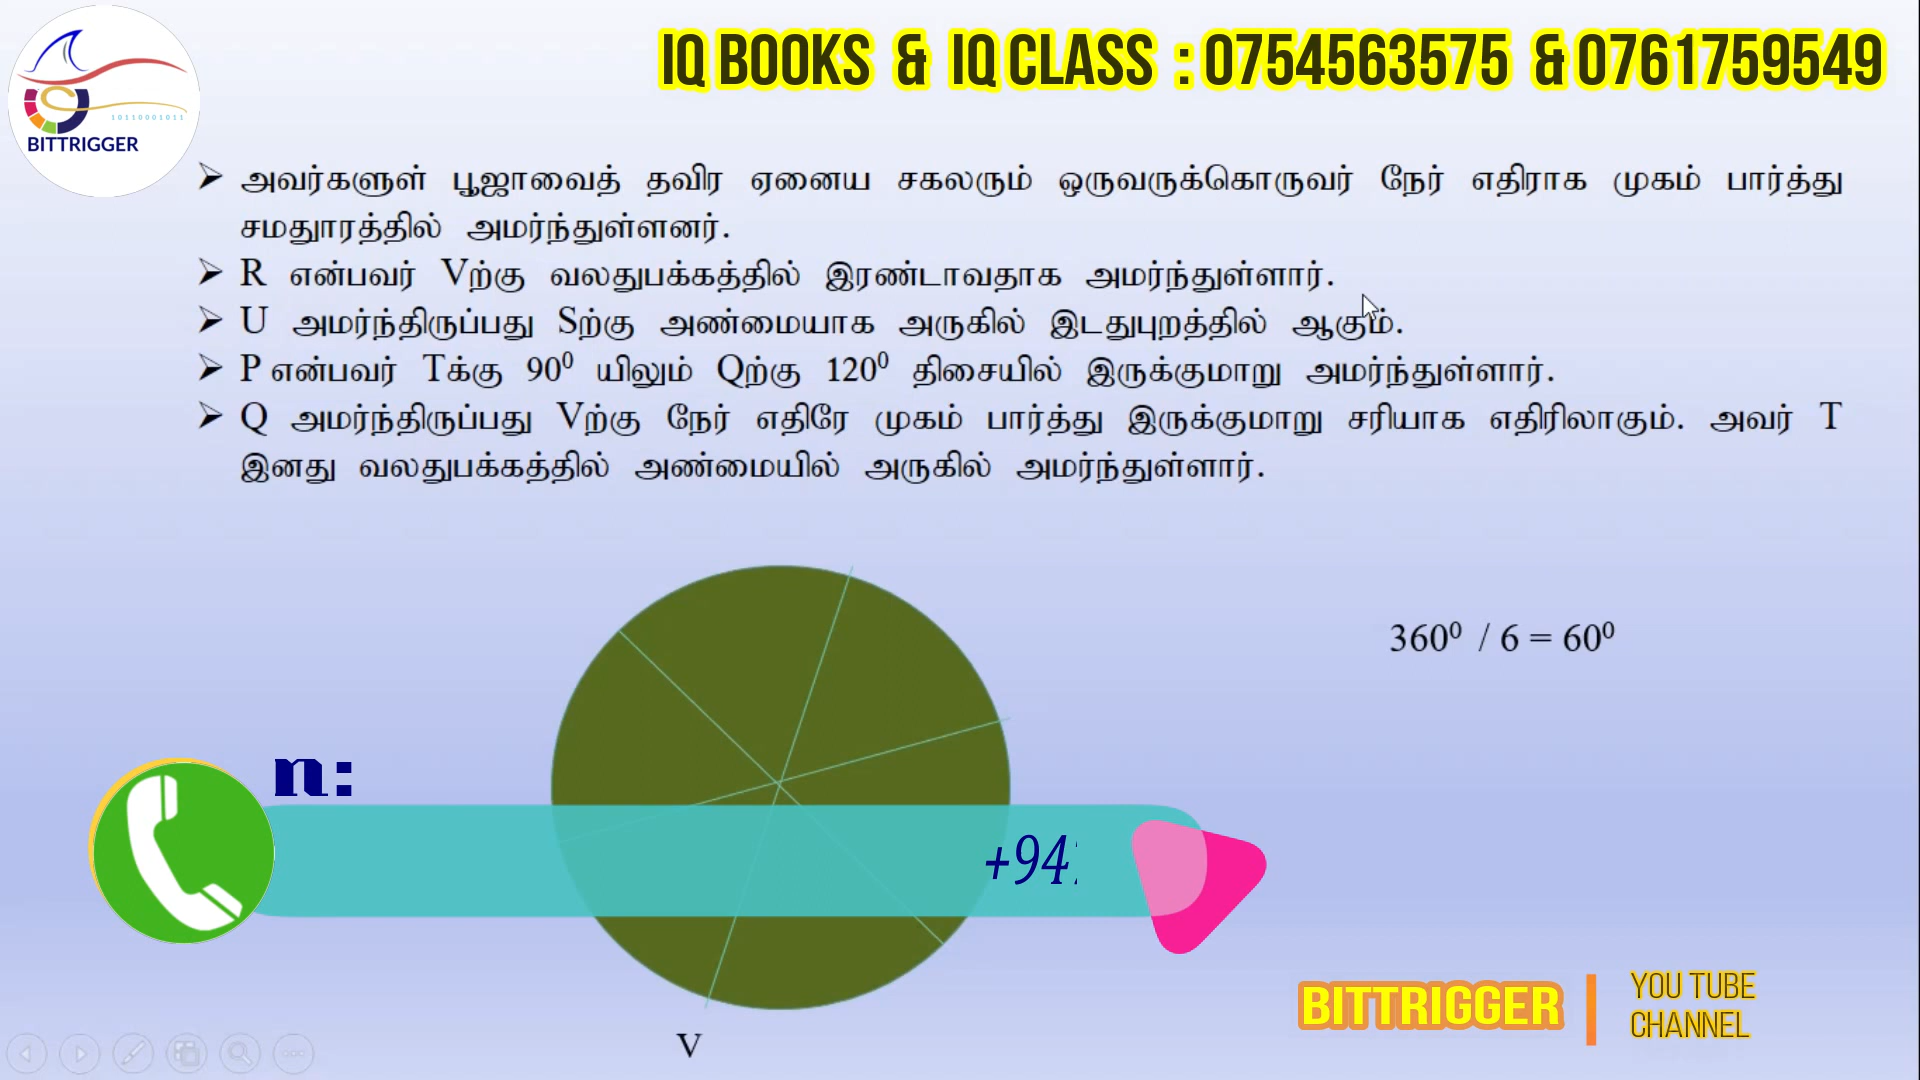 IQ BOOKS & IQ CLASS : 0754563575 & 0761759549
10110001011
BITTRIGGER
➢ அவர்களுள் பூஜாவைத் தவிர ஏனைய சகலரும் ஒருவருக்கொருவர் நேர் எதிராக முகம் பார்த்து
சமதுாரத்தில் அமர்ந்துள்ளனர்.
➢ R என்பவர் Vற்கு வலதுபக்கத்தில் இரண்டாவதாக அமர்ந்துள்ளார்.
➢ U அமர்ந்திருப்பது Sற்கு அண்மையாக அருகில் இடதுபுறத்தில் ஆகும்.
➢ P என்பவர் Tக்கு 90⁰ யிலும் Qற்கு 120⁰ திசையில் இருக்குமாறு அமர்ந்துள்ளார்.
➢ Q அமர்ந்திருப்பது Vற்கு நேர் எதிரே முகம் பார்த்து இருக்குமாறு சரியாக எதிரிலாகும். அவர் T
இனது வலதுபக்கத்தில் அண்மையில் அருகில் அமர்ந்துள்ளார்.
360⁰ / 6 = 60⁰
n:
+94
V
BITTRIGGER
YOU TUBE
CHANNEL